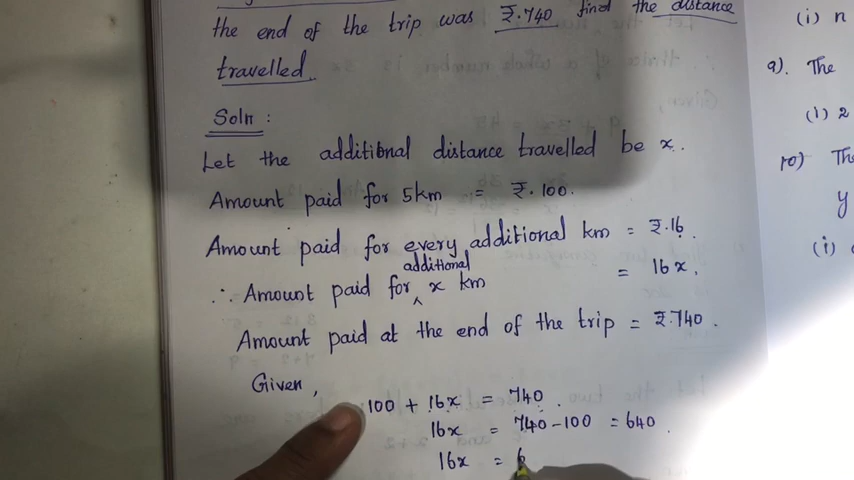 the end of the trip was ₹.740 find the distance
travelled.
Soln :
Let the additional distance travelled be x.
Amount paid for 5km = ₹.100.
Amount paid for every additional km = ₹.16.
∴ Amount paid for additional x km = 16x.
Amount paid at the end of the trip = ₹.740.
Given,
100 + 16x = 740.
16x = 740-100 = 640.
16x = 6
(i) n
9). The
(i) 2
10) The
y
(i)